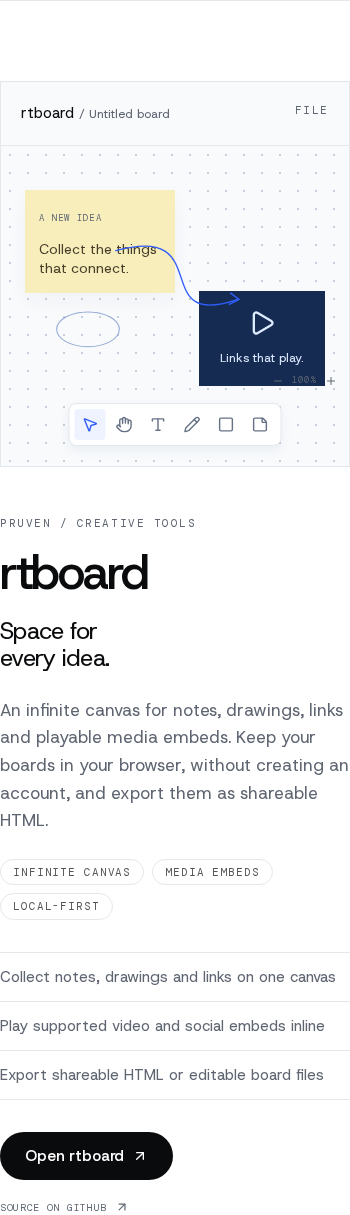 rtboard / Untitled board
FILE
A NEW IDEA
Collect the things
that connect.
Links that play.
— 100% +
PRUVEN / CREATIVE TOOLS
rtboard
Space for
every idea.
An infinite canvas for notes, drawings, links
and playable media embeds. Keep your
boards in your browser, without creating an
account, and export them as shareable
HTML.
INFINITE CANVAS
MEDIA EMBEDS
LOCAL-FIRST
Collect notes, drawings and links on one canvas
Play supported video and social embeds inline
Export shareable HTML or editable board files
Open rtboard
SOURCE ON GITHUB